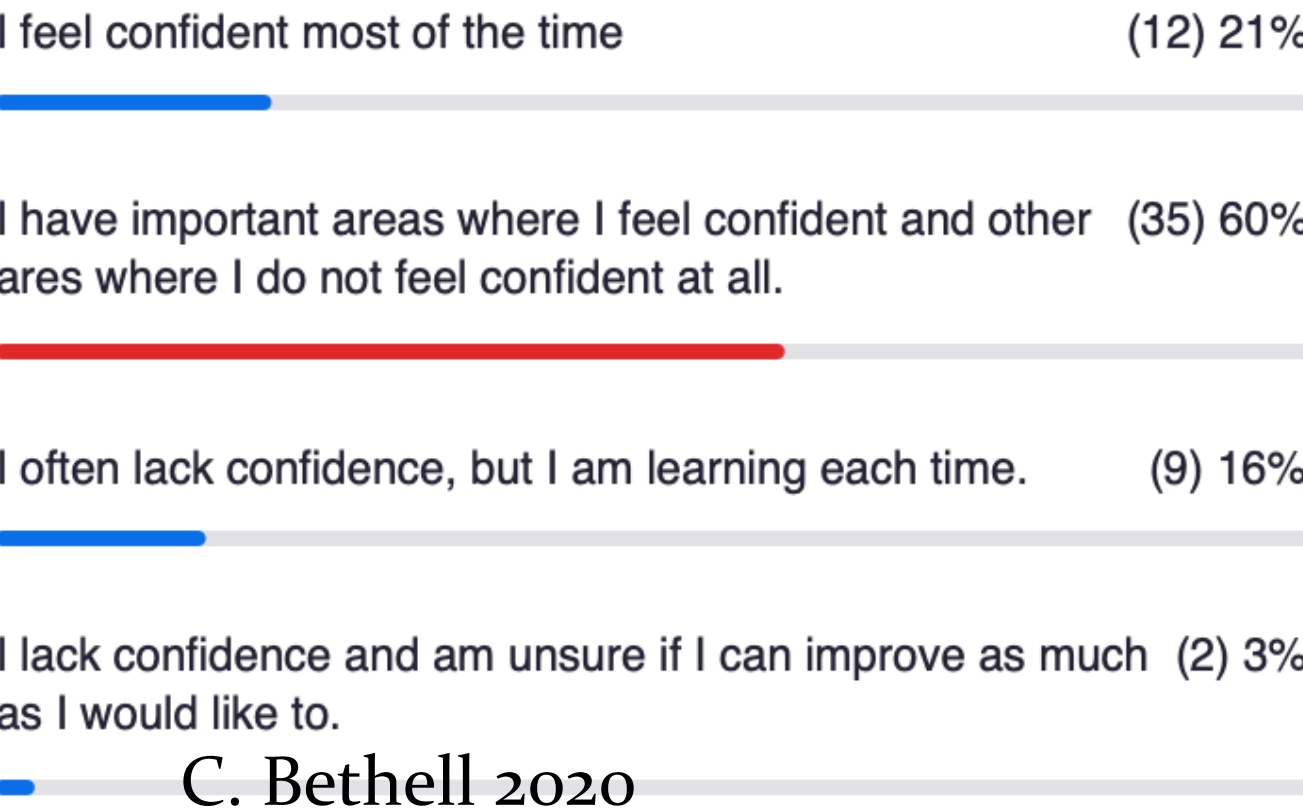 I feel confident most of the time (12) 21%
I have important areas where I feel confident and other (35) 60%
ares where I do not feel confident at all.
I often lack confidence, but I am learning each time. (9) 16%
I lack confidence and am unsure if I can improve as much (2) 3%
as I would like to.
C. Bethell 2020